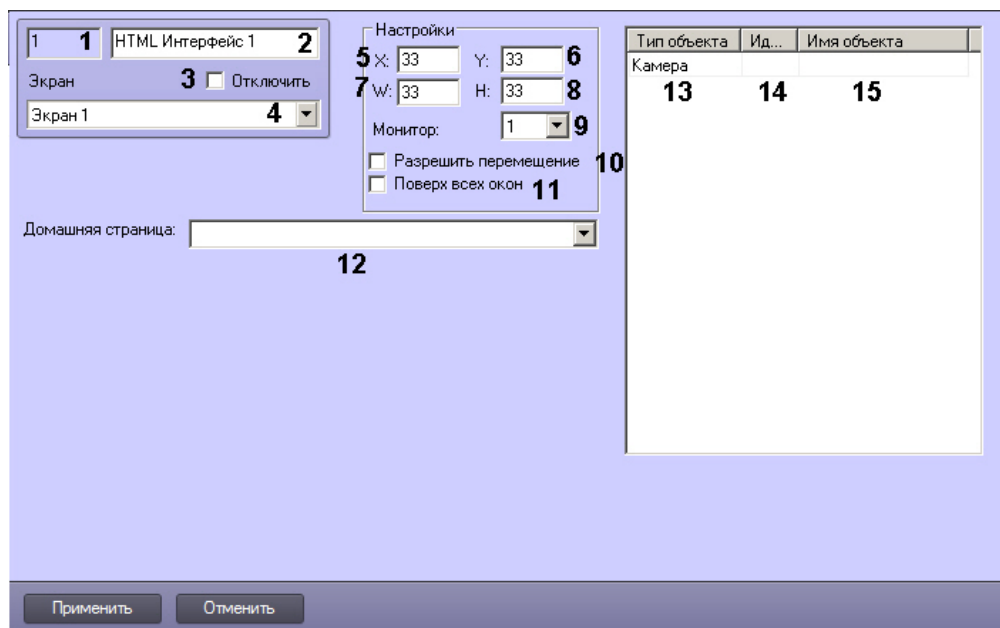 1 1 HTML Интерфейс 1 2
Экран 3 Отключить
Экран 1 4
Настройки
5 X: 33 Y: 33 6
7 W: 33 H: 33 8
Монитор: 1 9
Разрешить перемещение 10
Поверх всех окон 11
Домашняя страница:
12
Тип объекта Ид... Имя объекта
Камера
13 14 15
Применить Отменить